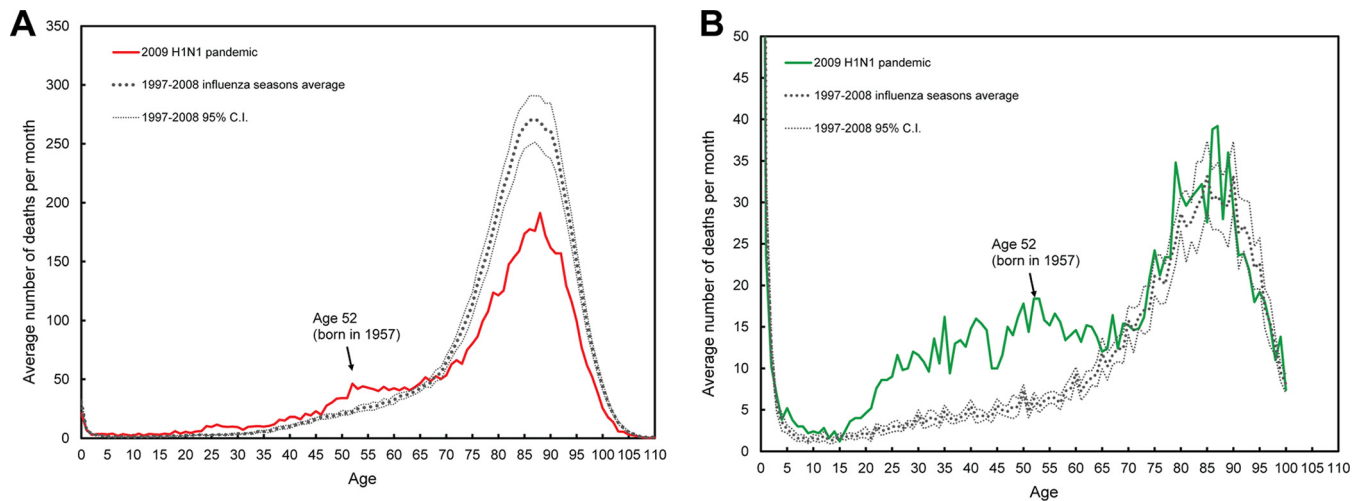 A
350
300
250
200
150
100
50
0
Average number of deaths per month
2009 H1N1 pandemic
1997-2008 influenza seasons average
1997-2008 95% C.I.
Age 52
(born in 1957)
0 5 10 15 20 25 30 35 40 45 50 55 60 65 70 75 80 85 90 95 100 105 110
Age
B
50
45
40
35
30
25
20
15
10
5
0
Average number of deaths per month
2009 H1N1 pandemic
1997-2008 influenza seasons average
1997-2008 95% C.I.
Age 52
(born in 1957)
0 5 10 15 20 25 30 35 40 45 50 55 60 65 70 75 80 85 90 95 100 105 110
Age